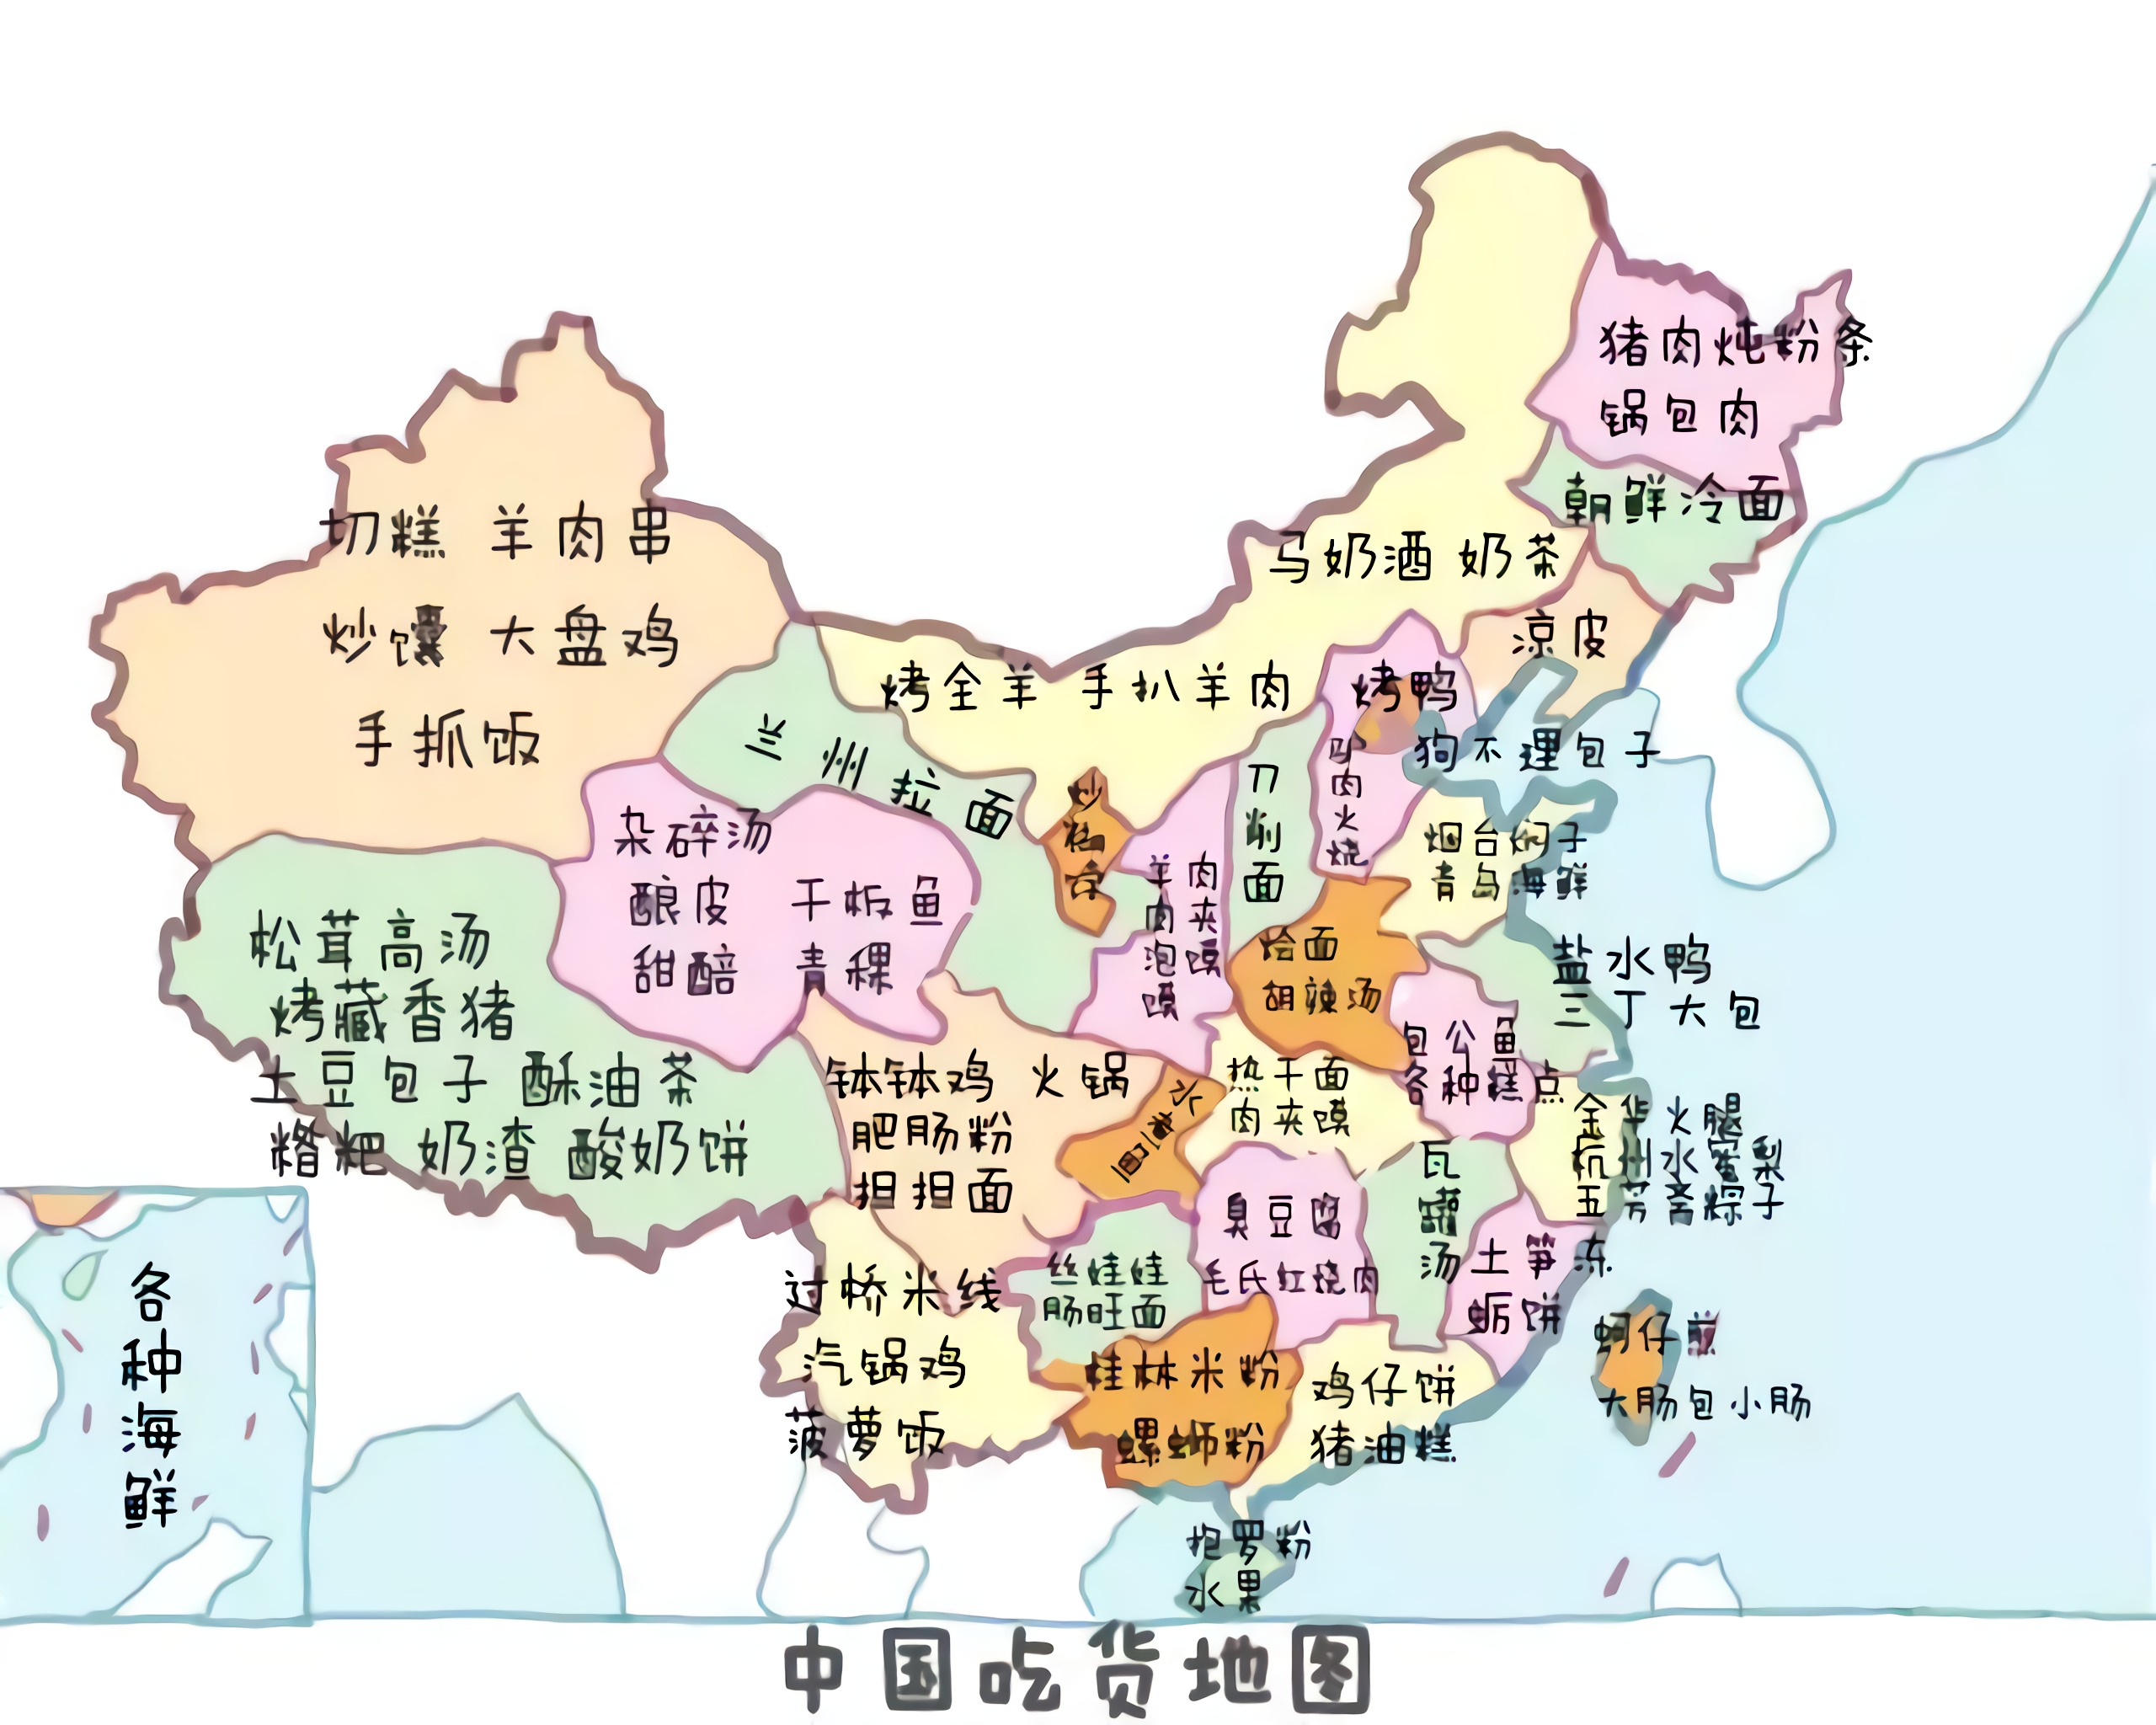 猪肉炖粉条
锅包肉
朝鲜冷面
切糕 羊肉串
马奶酒 奶茶
炒馕 大盘鸡
凉皮
烤全羊 手扒羊肉
烤鸭
手抓饭
兰州拉面
狗不理包子
驴肉火烧
刀削面
炒
杂碎汤
烟台焖子
青岛海鲜
酿皮 干板鱼
甜醅 青稞
羊肉泡馍
肉夹馍
松茸高汤
烤藏香猪
土豆包子 酥油茶
糌粑 奶渣 酸奶饼
烩面
胡辣汤
盐水鸭
三丁大包
包公鱼
各种糕点
钵钵鸡 火锅
肥肠粉
担担面
水煮鱼
热干面
肉夹馍
金华火腿
杭州水蜜梨
五芳斋粽子
瓦罐汤
臭豆腐
毛氏红烧肉
土笋冻
蛎饼
丝娃娃
肠旺面
过桥米线
汽锅鸡
菠萝饭
桂林米粉
螺蛳粉
鸡仔饼
猪油糕
蚵仔煎
大肠包小肠
抱罗粉
水果
各种海鲜
中国吃货地图